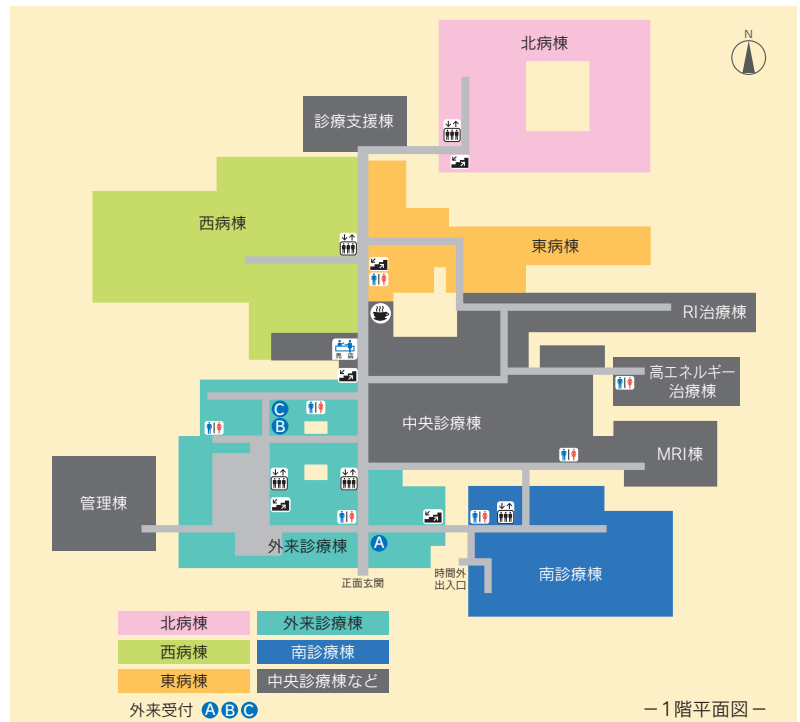 北病棟
N
診療支援棟
西病棟
東病棟
RI治療棟
売店
高エネルギー
治療棟
C
B
中央診療棟
MRI棟
管理棟
外来診療棟
A
正面玄関
時間外
出入口
南診療棟
北病棟
外来診療棟
西病棟
南診療棟
東病棟
中央診療棟など
外来受付 A B C
−1階平面図−